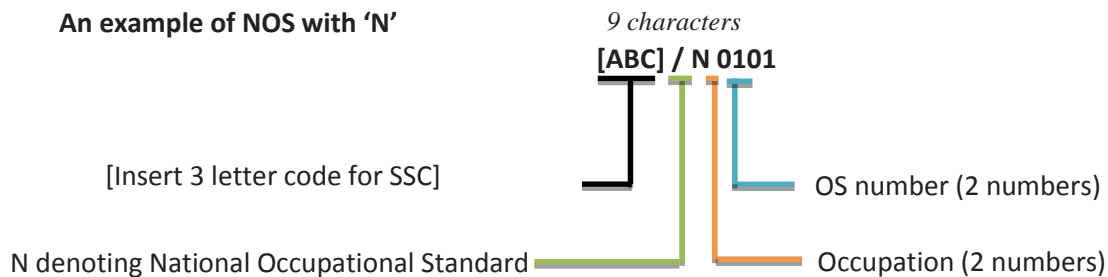 An example of NOS with ‘N’
9 characters
[ABC] / N 0101
[Insert 3 letter code for SSC]
OS number (2 numbers)
N denoting National Occupational Standard
Occupation (2 numbers)